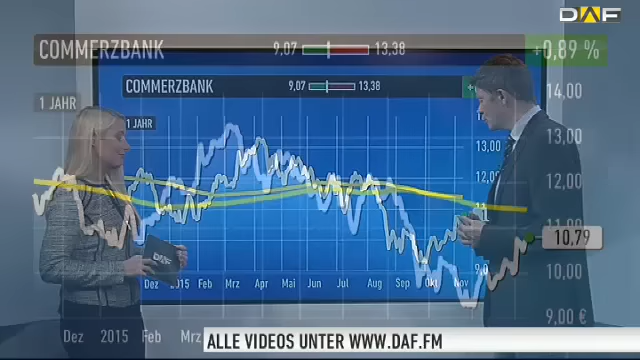 DAF
COMMERZBANK 9,07 13,38 +0,89 %
COMMERZBANK 9,07 13,38
1 JAHR 14,00
1 JAHR 13,00
13,00
12,00
12,00
11
10,79
10,00
9,0
9,00 €
Dez 2015 Feb Mrz Apr Mai Jun Jul Aug Sep Okt Nov
Dez 2015 Feb Mrz
DAF
ALLE VIDEOS UNTER WWW.DAF.FM